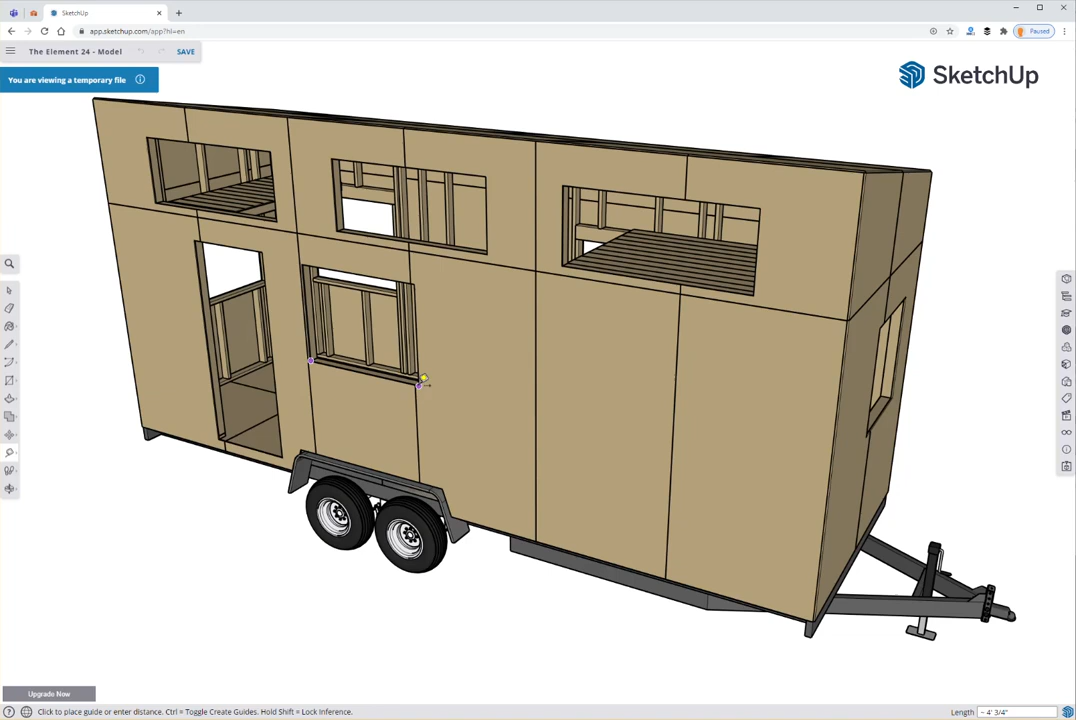 SketchUp
app.sketchup.com/app?hl=en
Paused
The Element 24 - Model
SAVE
You are viewing a temporary file
SketchUp
Upgrade Now
Click to place guide or enter distance. Ctrl = Toggle Create Guides. Hold Shift = Lock Inference.
Length
~ 4' 3/4"